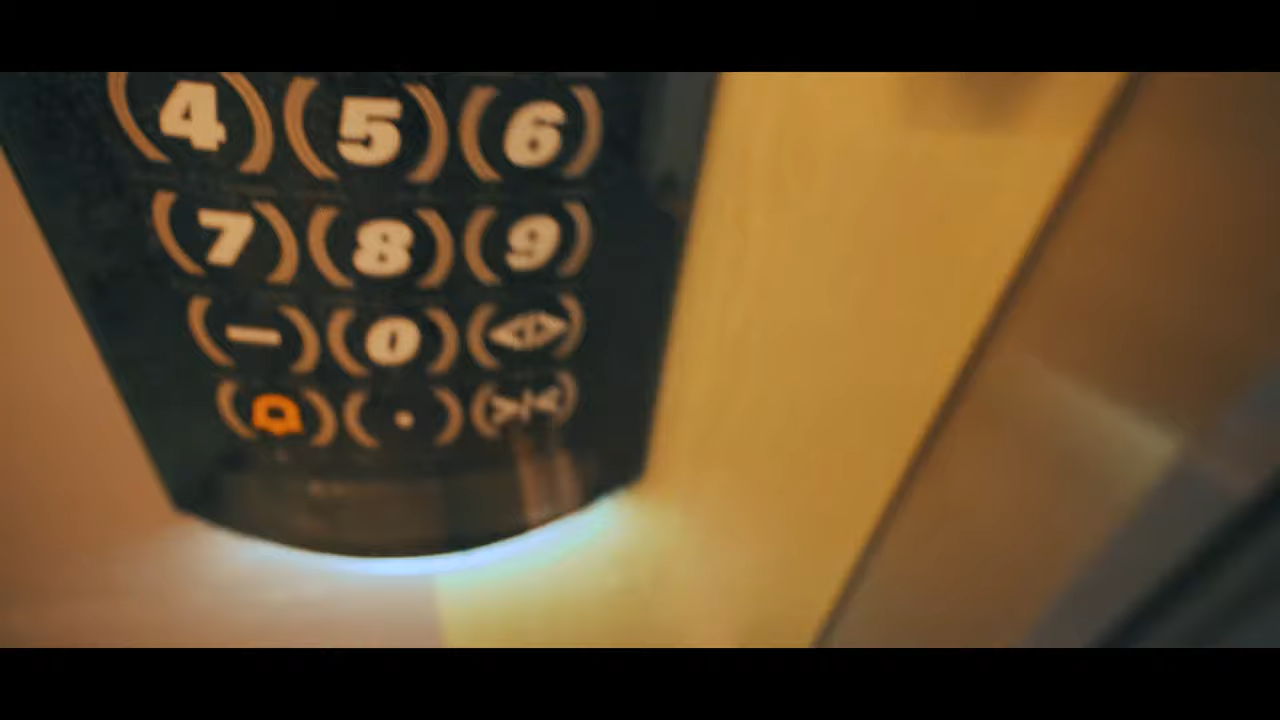 (4) (5) (6)
(7) (8) (9)
(–) (0) (<>)
( ) (·) (><)